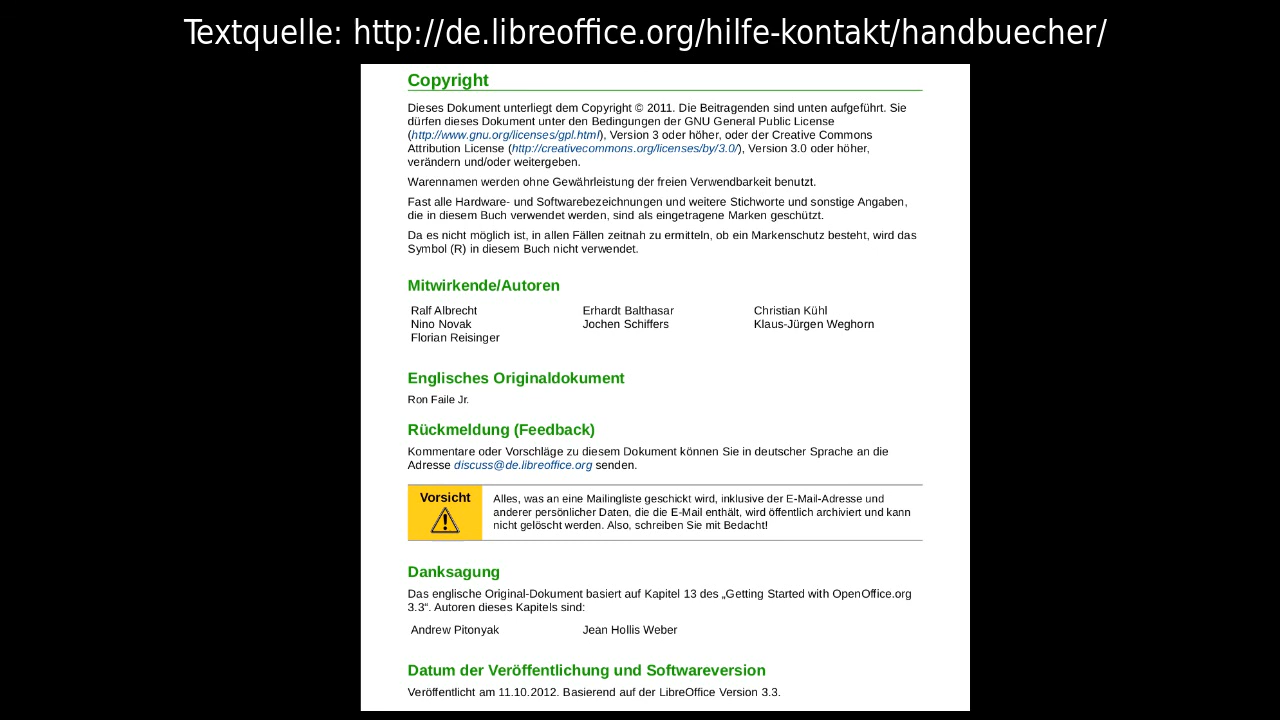 Textquelle: http://de.libreoffice.org/hilfe-kontakt/handbuecher/
Copyright
Dieses Dokument unterliegt dem Copyright © 2011. Die Beitragenden sind unten aufgeführt. Sie
dürfen dieses Dokument unter den Bedingungen der GNU General Public License
(http://www.gnu.org/licenses/gpl.html), Version 3 oder höher, oder der Creative Commons
Attribution License (http://creativecommons.org/licenses/by/3.0/), Version 3.0 oder höher,
verändern und/oder weitergeben.
Warennamen werden ohne Gewährleistung der freien Verwendbarkeit benutzt.
Fast alle Hardware- und Softwarebezeichnungen und weitere Stichworte und sonstige Angaben,
die in diesem Buch verwendet werden, sind als eingetragene Marken geschützt.
Da es nicht möglich ist, in allen Fällen zeitnah zu ermitteln, ob ein Markenschutz besteht, wird das
Symbol (R) in diesem Buch nicht verwendet.
Mitwirkende/Autoren
Ralf Albrecht Erhardt Balthasar Christian Kühl
Nino Novak Jochen Schiffers Klaus-Jürgen Weghorn
Florian Reisinger
Englisches Originaldokument
Ron Faile Jr.
Rückmeldung (Feedback)
Kommentare oder Vorschläge zu diesem Dokument können Sie in deutscher Sprache an die
Adresse discuss@de.libreoffice.org senden.
Vorsicht
Alles, was an eine Mailingliste geschickt wird, inklusive der E-Mail-Adresse und
anderer persönlicher Daten, die die E-Mail enthält, wird öffentlich archiviert und kann
nicht gelöscht werden. Also, schreiben Sie mit Bedacht!
Danksagung
Das englische Original-Dokument basiert auf Kapitel 13 des „Getting Started with OpenOffice.org
3.3“. Autoren dieses Kapitels sind:
Andrew Pitonyak Jean Hollis Weber
Datum der Veröffentlichung und Softwareversion
Veröffentlicht am 11.10.2012. Basierend auf der LibreOffice Version 3.3.